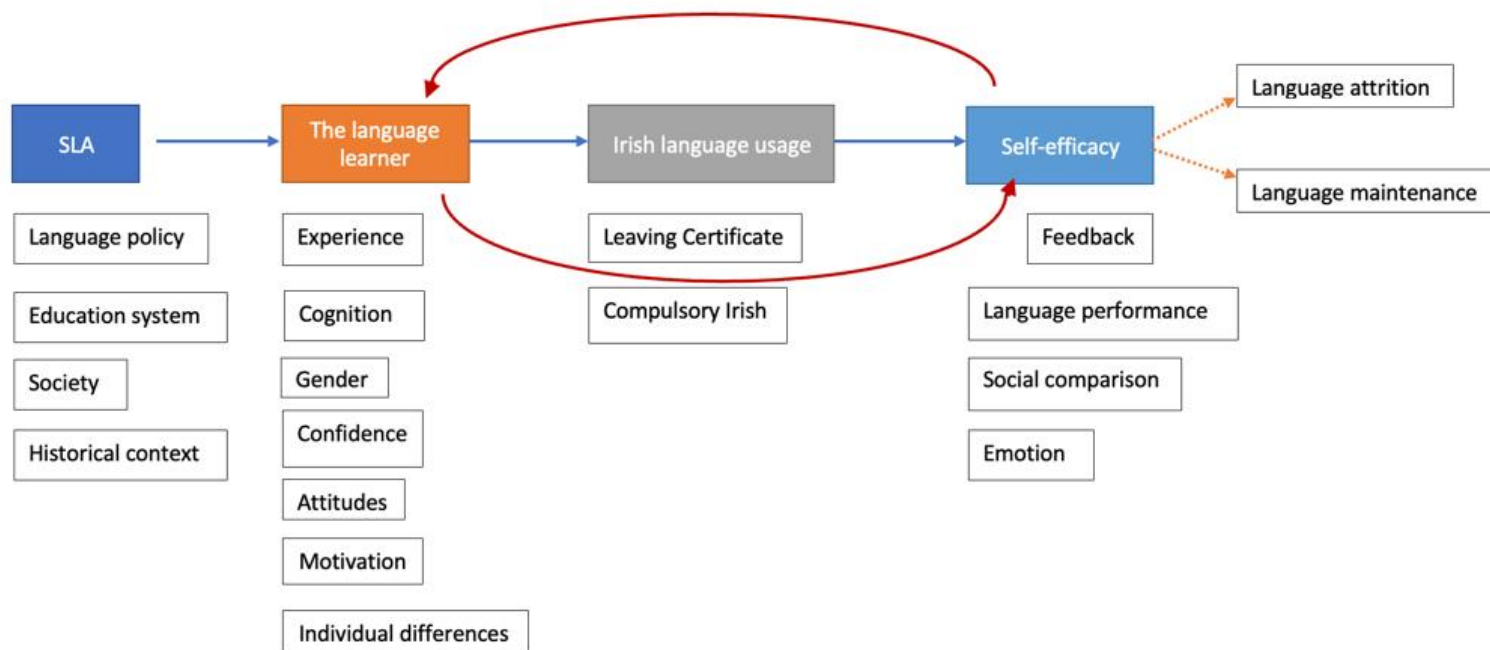 SLA
The language
learner
Irish language usage
Self-efficacy
Language attrition
Language maintenance
Language policy
Education system
Society
Historical context
Experience
Cognition
Gender
Confidence
Attitudes
Motivation
Individual differences
Leaving Certificate
Compulsory Irish
Feedback
Language performance
Social comparison
Emotion